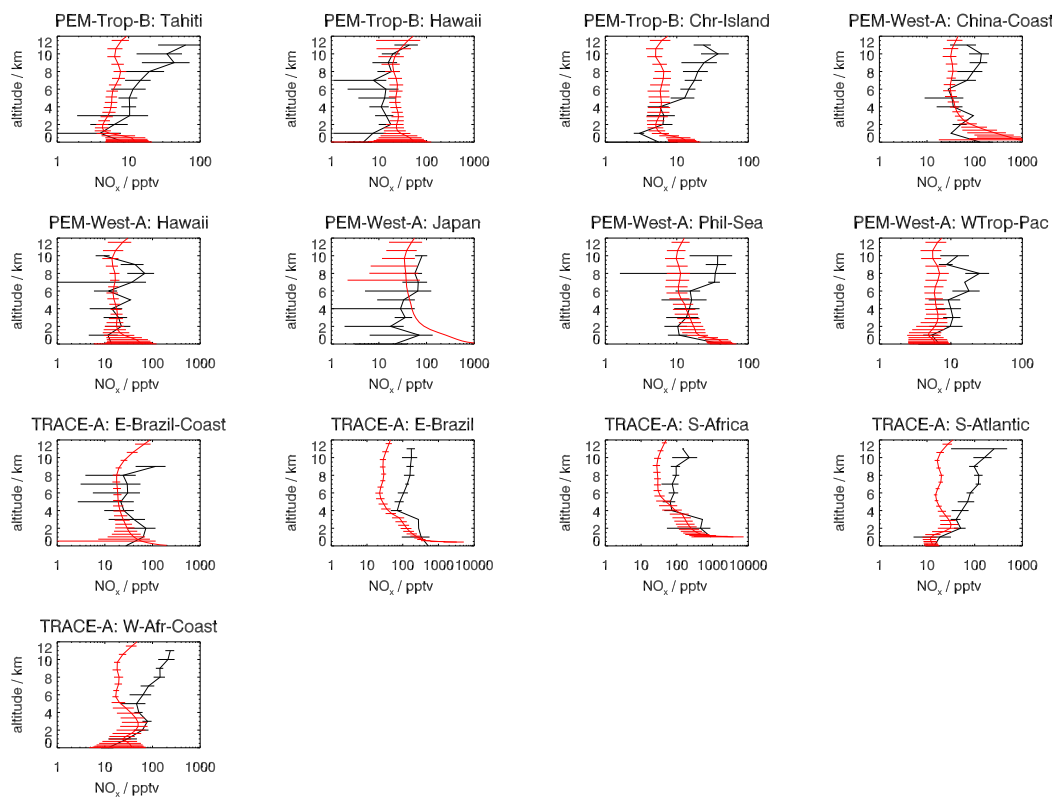 PEM-Trop-B: Tahiti
PEM-Trop-B: Hawaii
PEM-Trop-B: Chr-Island
PEM-West-A: China-Coast
altitude / km
12
10
8
6
4
2
0
1 10 100
NOx / pptv
altitude / km
12
10
8
6
4
2
0
1 10 100 1000
NOx / pptv
altitude / km
12
10
8
6
4
2
0
1 10 100
NOx / pptv
altitude / km
12
10
8
6
4
2
0
1 10 100 1000
NOx / pptv
PEM-West-A: Hawaii
PEM-West-A: Japan
PEM-West-A: Phil-Sea
PEM-West-A: WTrop-Pac
altitude / km
12
10
8
6
4
2
0
1 10 100 1000
NOx / pptv
altitude / km
12
10
8
6
4
2
0
1 10 100 1000
NOx / pptv
altitude / km
12
10
8
6
4
2
0
1 10 100
NOx / pptv
altitude / km
12
10
8
6
4
2
0
1 10 100
NOx / pptv
TRACE-A: E-Brazil-Coast
TRACE-A: E-Brazil
TRACE-A: S-Africa
TRACE-A: S-Atlantic
altitude / km
12
10
8
6
4
2
0
1 10 100 1000
NOx / pptv
altitude / km
12
10
8
6
4
2
0
1 10 100 1000 10000
NOx / pptv
altitude / km
12
10
8
6
4
2
0
1 10 100 1000 10000
NOx / pptv
altitude / km
12
10
8
6
4
2
0
1 10 100 1000
NOx / pptv
TRACE-A: W-Afr-Coast
altitude / km
12
10
8
6
4
2
0
1 10 100 1000
NOx / pptv